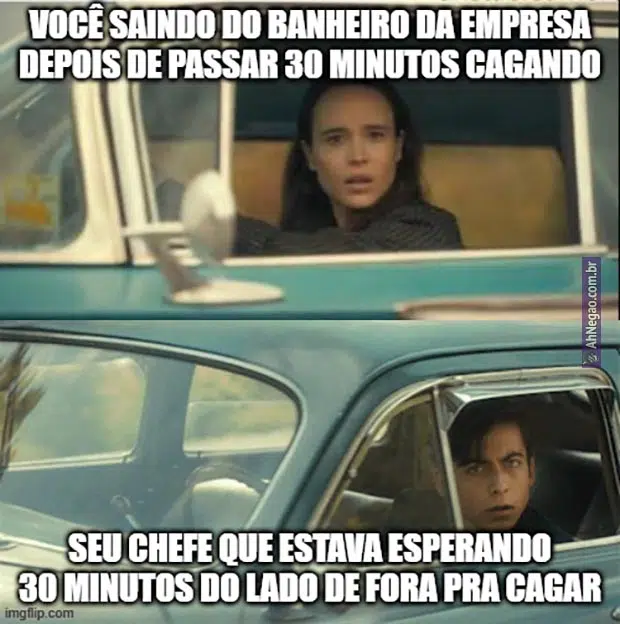 VOCÊ SAINDO DO BANHEIRO DA EMPRESA
DEPOIS DE PASSAR 30 MINUTOS CAGANDO
AhNegao.com.br
SEU CHEFE QUE ESTAVA ESPERANDO
30 MINUTOS DO LADO DE FORA PRA CAGAR
imgflip.com